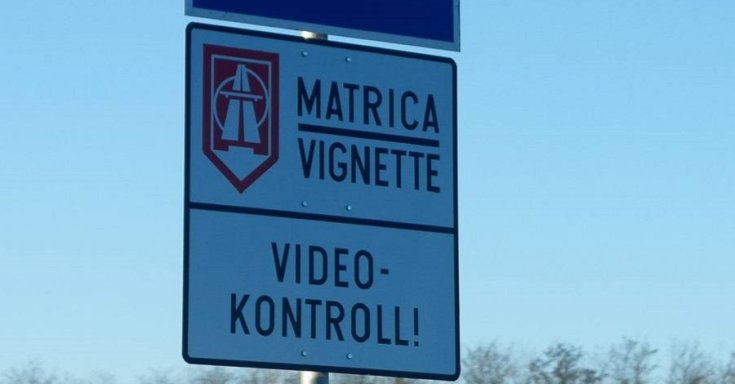 MATRICA
VIGNETTE
VIDEO-
KONTROLL!